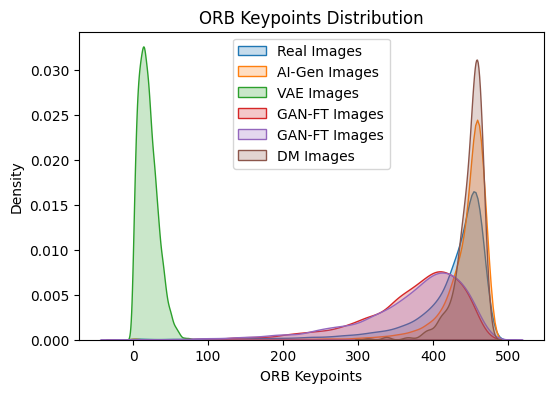 ORB Keypoints Distribution
Real Images
AI-Gen Images
VAE Images
GAN-FT Images
GAN-FT Images
DM Images
Density
0.030
0.025
0.020
0.015
0.010
0.005
0.000
0 100 200 300 400 500
ORB Keypoints